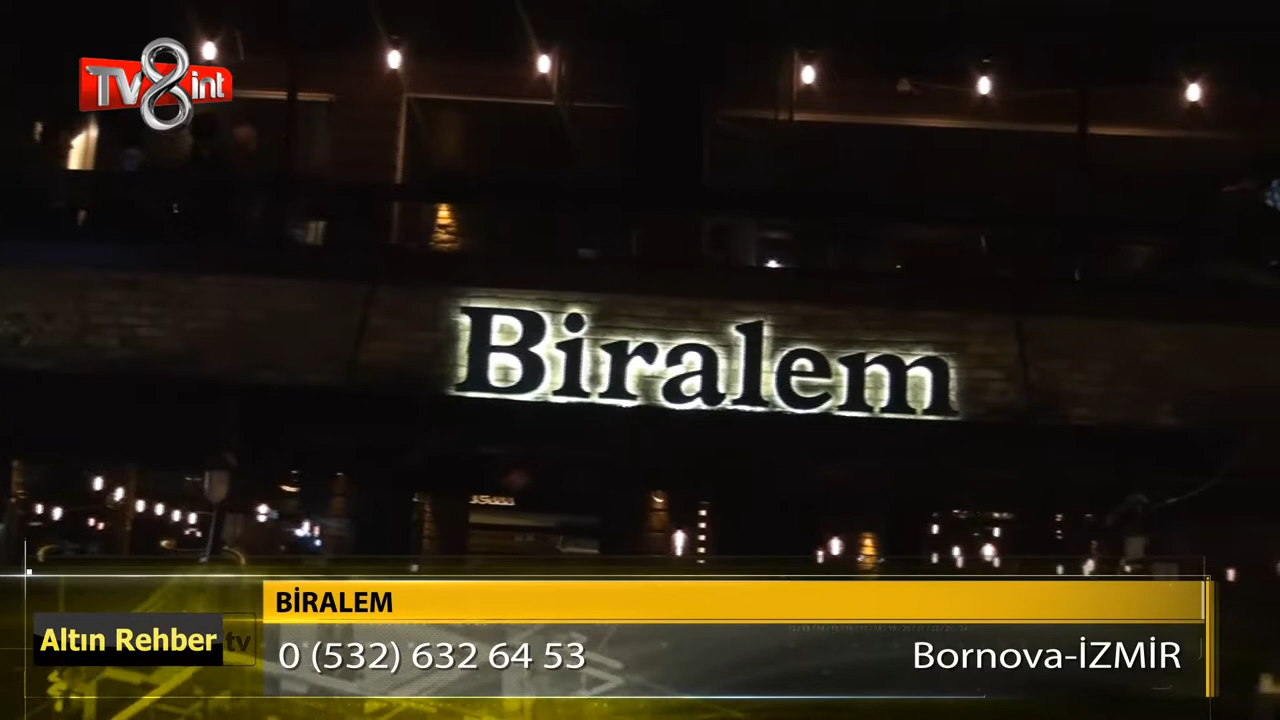 TV8int
Biralem
BİRALEM
Altın Rehber tv
0 (532) 632 64 53
Bornova-İZMİR